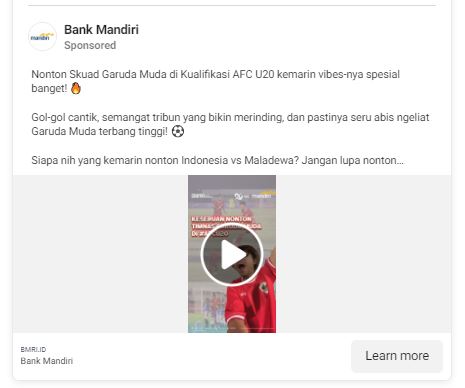 mandiri
Bank Mandiri
Sponsored
Nonton Skuad Garuda Muda di Kualifikasi AFC U20 kemarin vibes-nya spesial
banget! 🔥
Gol-gol cantik, semangat tribun yang bikin merinding, dan pastinya seru abis ngeliat
Garuda Muda terbang tinggi! ⚽
Siapa nih yang kemarin nonton Indonesia vs Maladewa? Jangan lupa nonton...
mandiri
KESERUAN NONTON
BMRI.ID
Bank Mandiri
Learn more